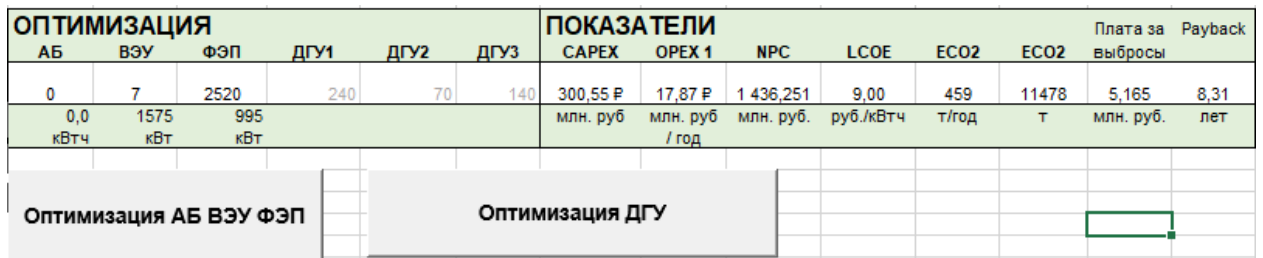 ОПТИМИЗАЦИЯ ПОКАЗАТЕЛИ Плата за Payback
АБ ВЭУ ФЭП ДГУ1 ДГУ2 ДГУ3 CAPEX OPEX 1 NPC LCOE ECO2 ECO2 выбросы
0 7 2520 240 70 140 300,55 ₽ 17,87 ₽ 1 436,251 9,00 459 11478 5,165 8,31
0,0 1575 995 млн. руб млн. руб млн. руб. руб./кВтч т/год т млн. руб. лет
кВтч кВт кВт / год
Оптимизация АБ ВЭУ ФЭП Оптимизация ДГУ